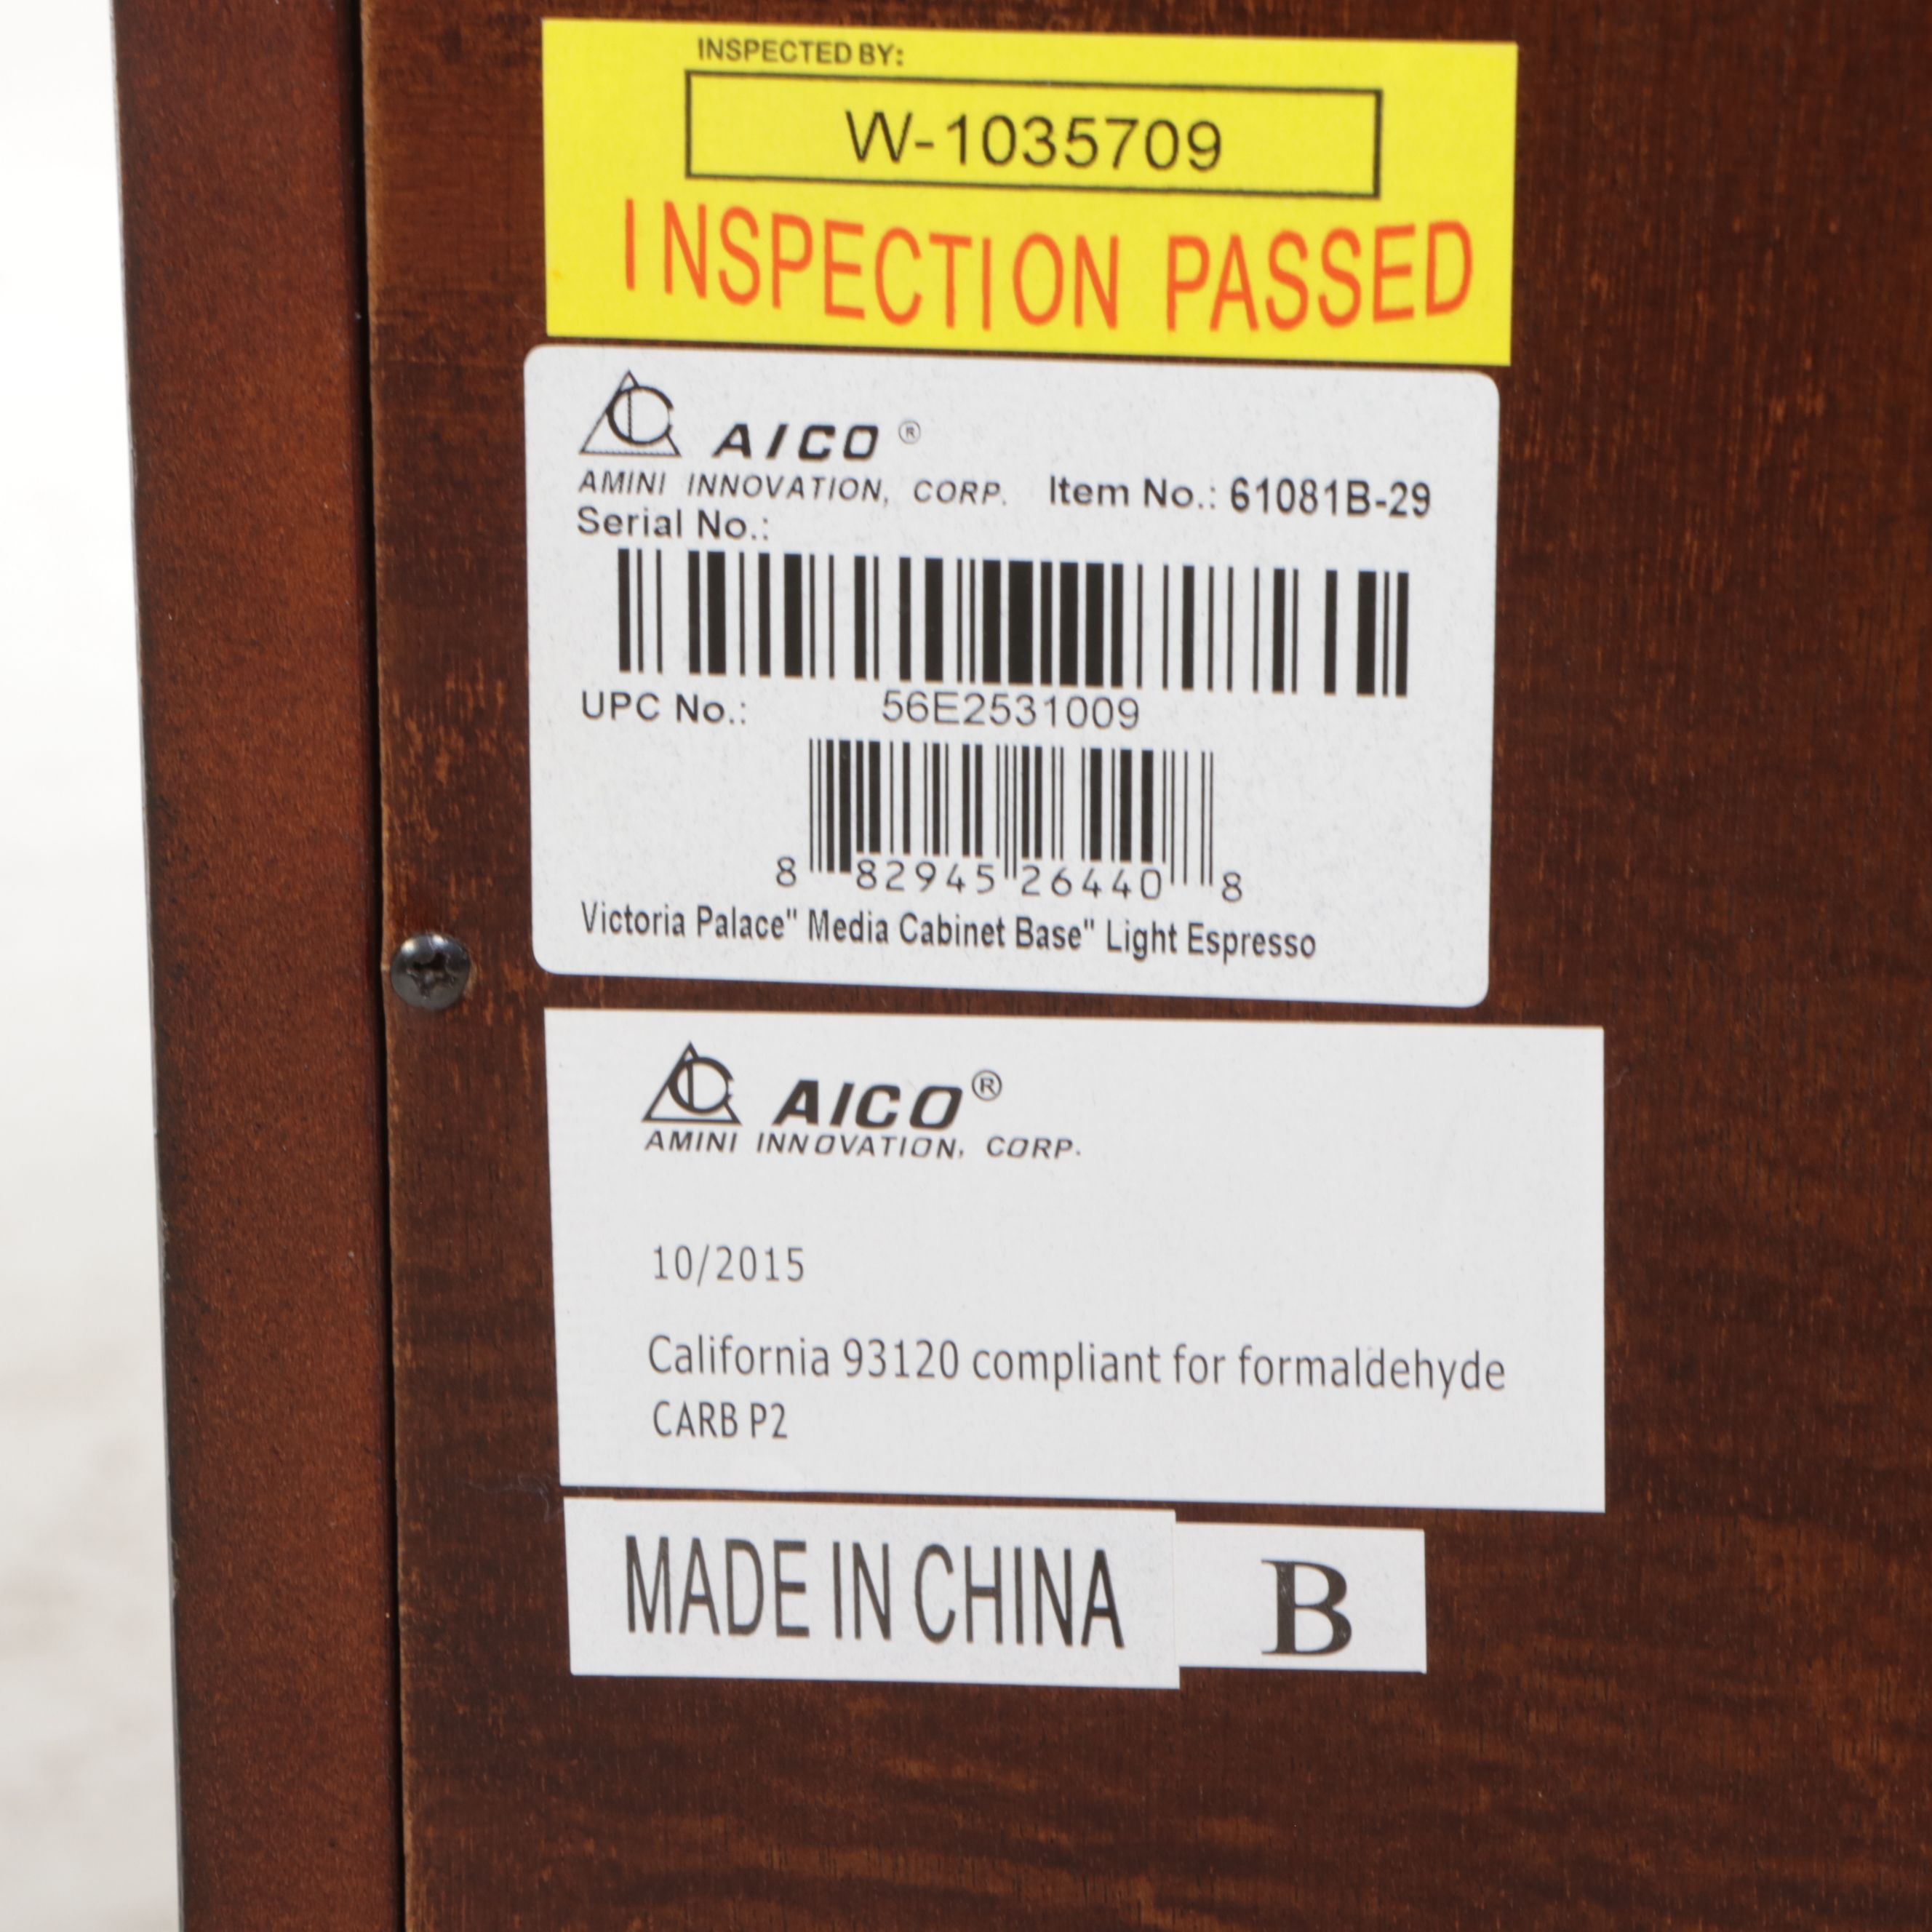 INSPECTED BY:
W-1035709
INSPECTION PASSED
AICO ®
AMINI INNOVATION, CORP. Item No.: 61081B-29
Serial No.:
UPC No.: 56E2531009
8 82945 26440 8
Victoria Palace" Media Cabinet Base" Light Espresso
AICO®
AMINI INNOVATION, CORP.
10/2015
California 93120 compliant for formaldehyde
CARB P2
MADE IN CHINA B